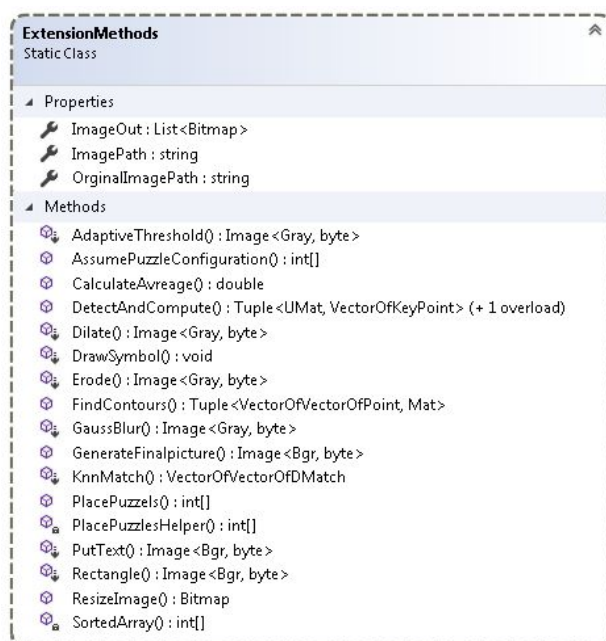 ExtensionMethods
Static Class
Properties
ImageOut : List<Bitmap>
ImagePath : string
OrginalImagePath : string
Methods
AdaptiveThreshold() : Image<Gray, byte>
AssumePuzzleConfiguration() : int[]
CalculateAvreage() : double
DetectAndCompute() : Tuple<UMat, VectorOfKeyPoint> (+ 1 overload)
Dilate() : Image<Gray, byte>
DrawSymbol() : void
Erode() : Image<Gray, byte>
FindContours() : Tuple<VectorOfVectorOfPoint, Mat>
GaussBlur() : Image<Gray, byte>
GenerateFinalpicture() : Image<Bgr, byte>
KnnMatch() : VectorOfVectorOfDMatch
PlacePuzzels() : int[]
PlacePuzzlesHelper() : int[]
PutText() : Image<Bgr, byte>
Rectangle() : Image<Bgr, byte>
ResizeImage() : Bitmap
SortedArray() : int[]